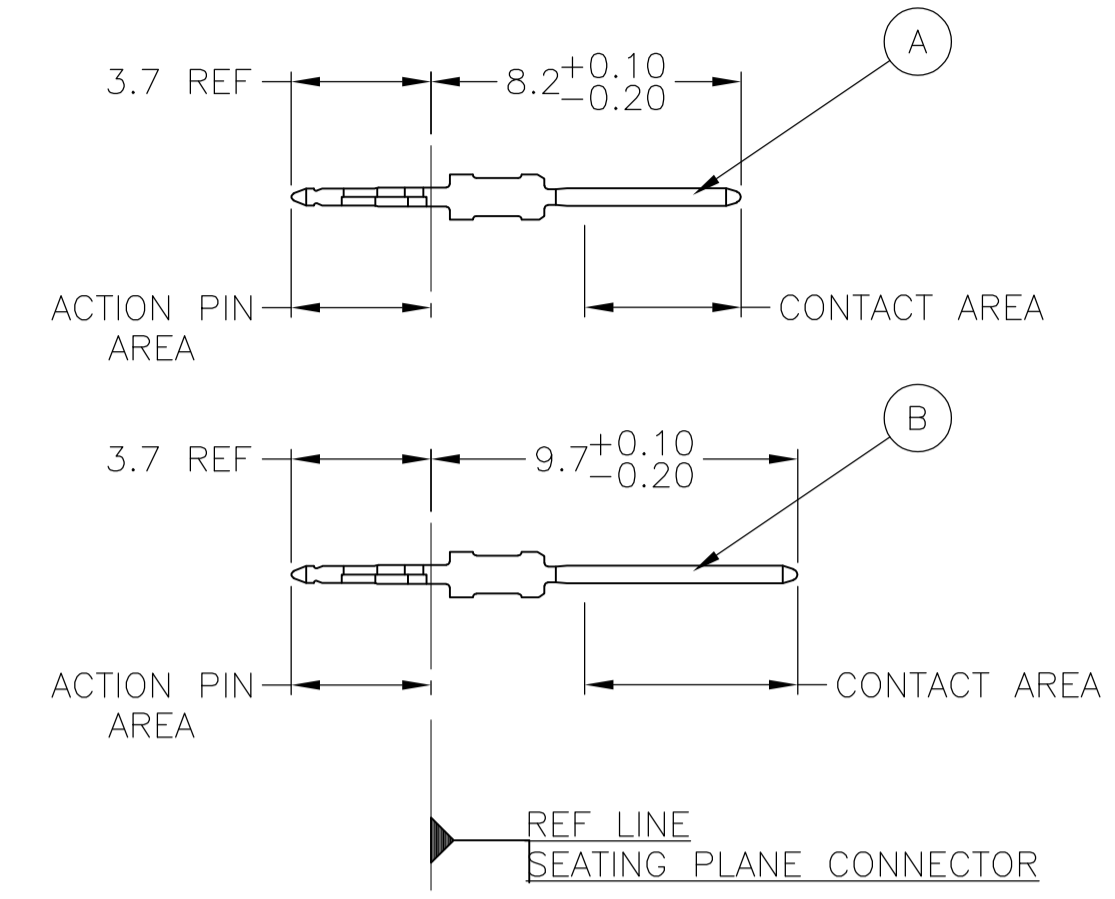 A
3.7 REF
8.2 +0.10
-0.20
ACTION PIN
AREA
CONTACT AREA
B
3.7 REF
9.7 +0.10
-0.20
ACTION PIN
AREA
CONTACT AREA
REF LINE
SEATING PLANE CONNECTOR